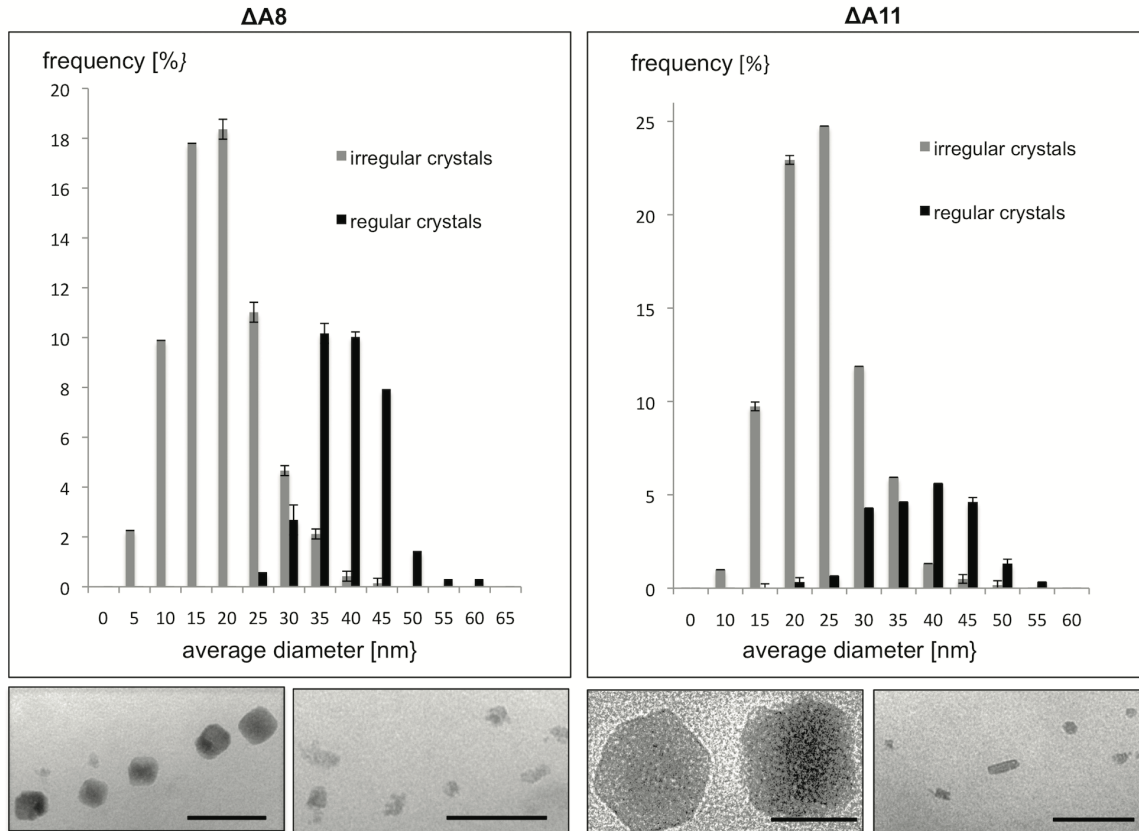 ΔA8
frequency [%}
20
18
16
14
12
10
8
6
4
2
0
irregular crystals
regular crystals
0 5 10 15 20 25 30 35 40 45 50 55 60 65
average diameter [nm}
ΔA11
frequency [%}
25
20
15
10
5
0
irregular crystals
regular crystals
0 10 15 20 25 30 35 40 45 50 55 60
average diameter [nm}